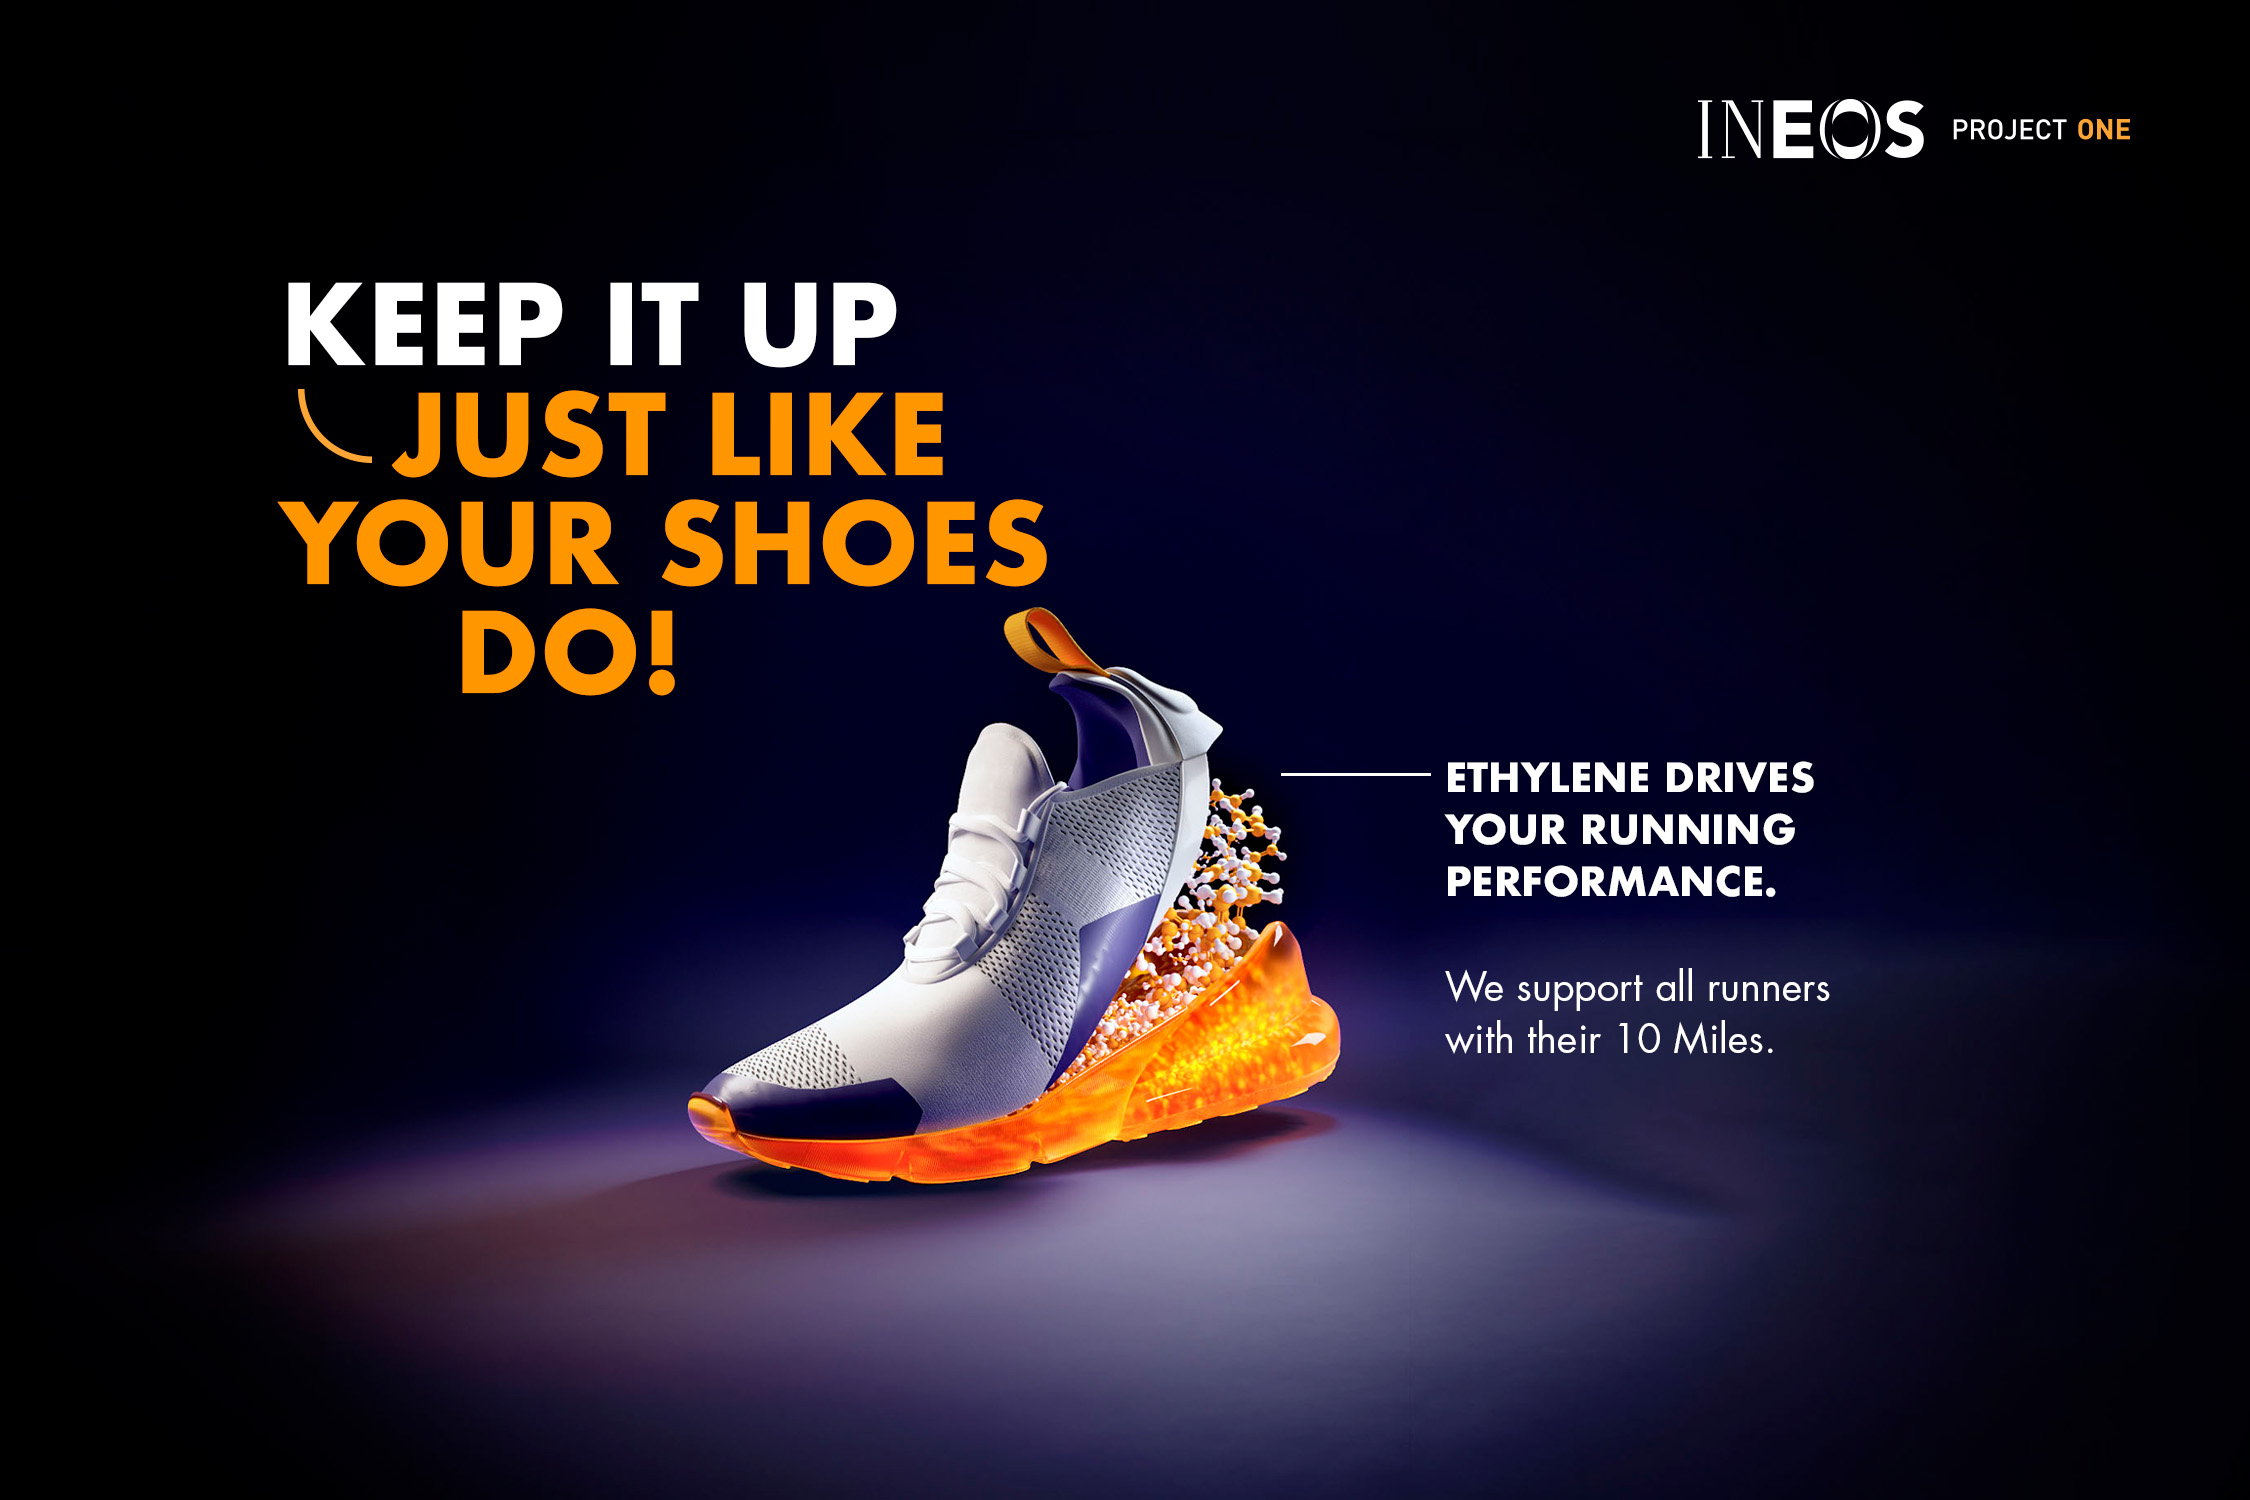 INEOS PROJECT ONE
KEEP IT UP
JUST LIKE
YOUR SHOES
DO!
ETHYLENE DRIVES
YOUR RUNNING
PERFORMANCE.
We support all runners
with their 10 Miles.